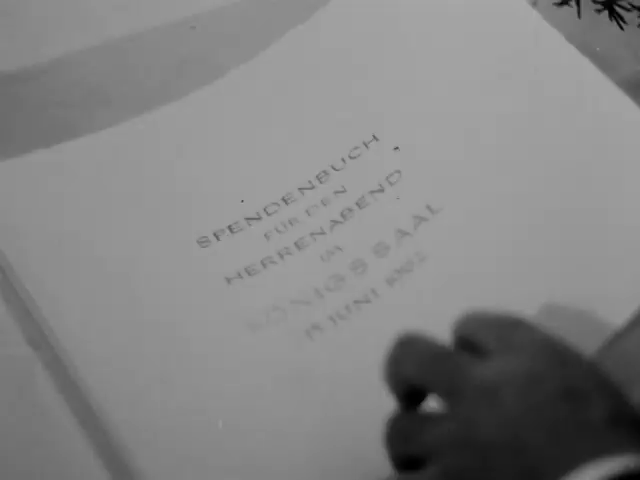 SPENDENBUCH
FÜR DEN
HERRENABEND
IM
KÖNIGSSAAL
JUNI